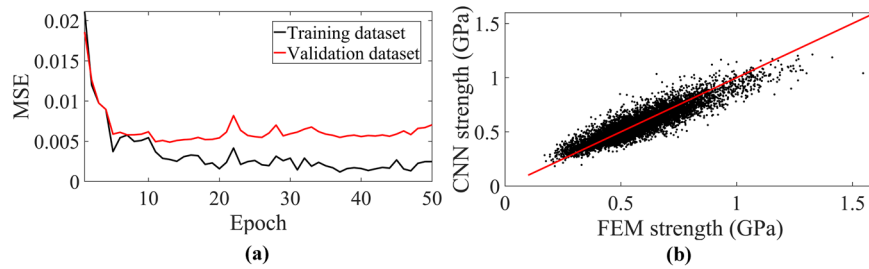 0.02
0.015
0.01
0.005
0
MSE
Training dataset
Validation dataset
10
20
30
40
50
Epoch
(a)
1.5
1
0.5
0
CNN strength (GPa)
0
0.5
1
1.5
FEM strength (GPa)
(b)